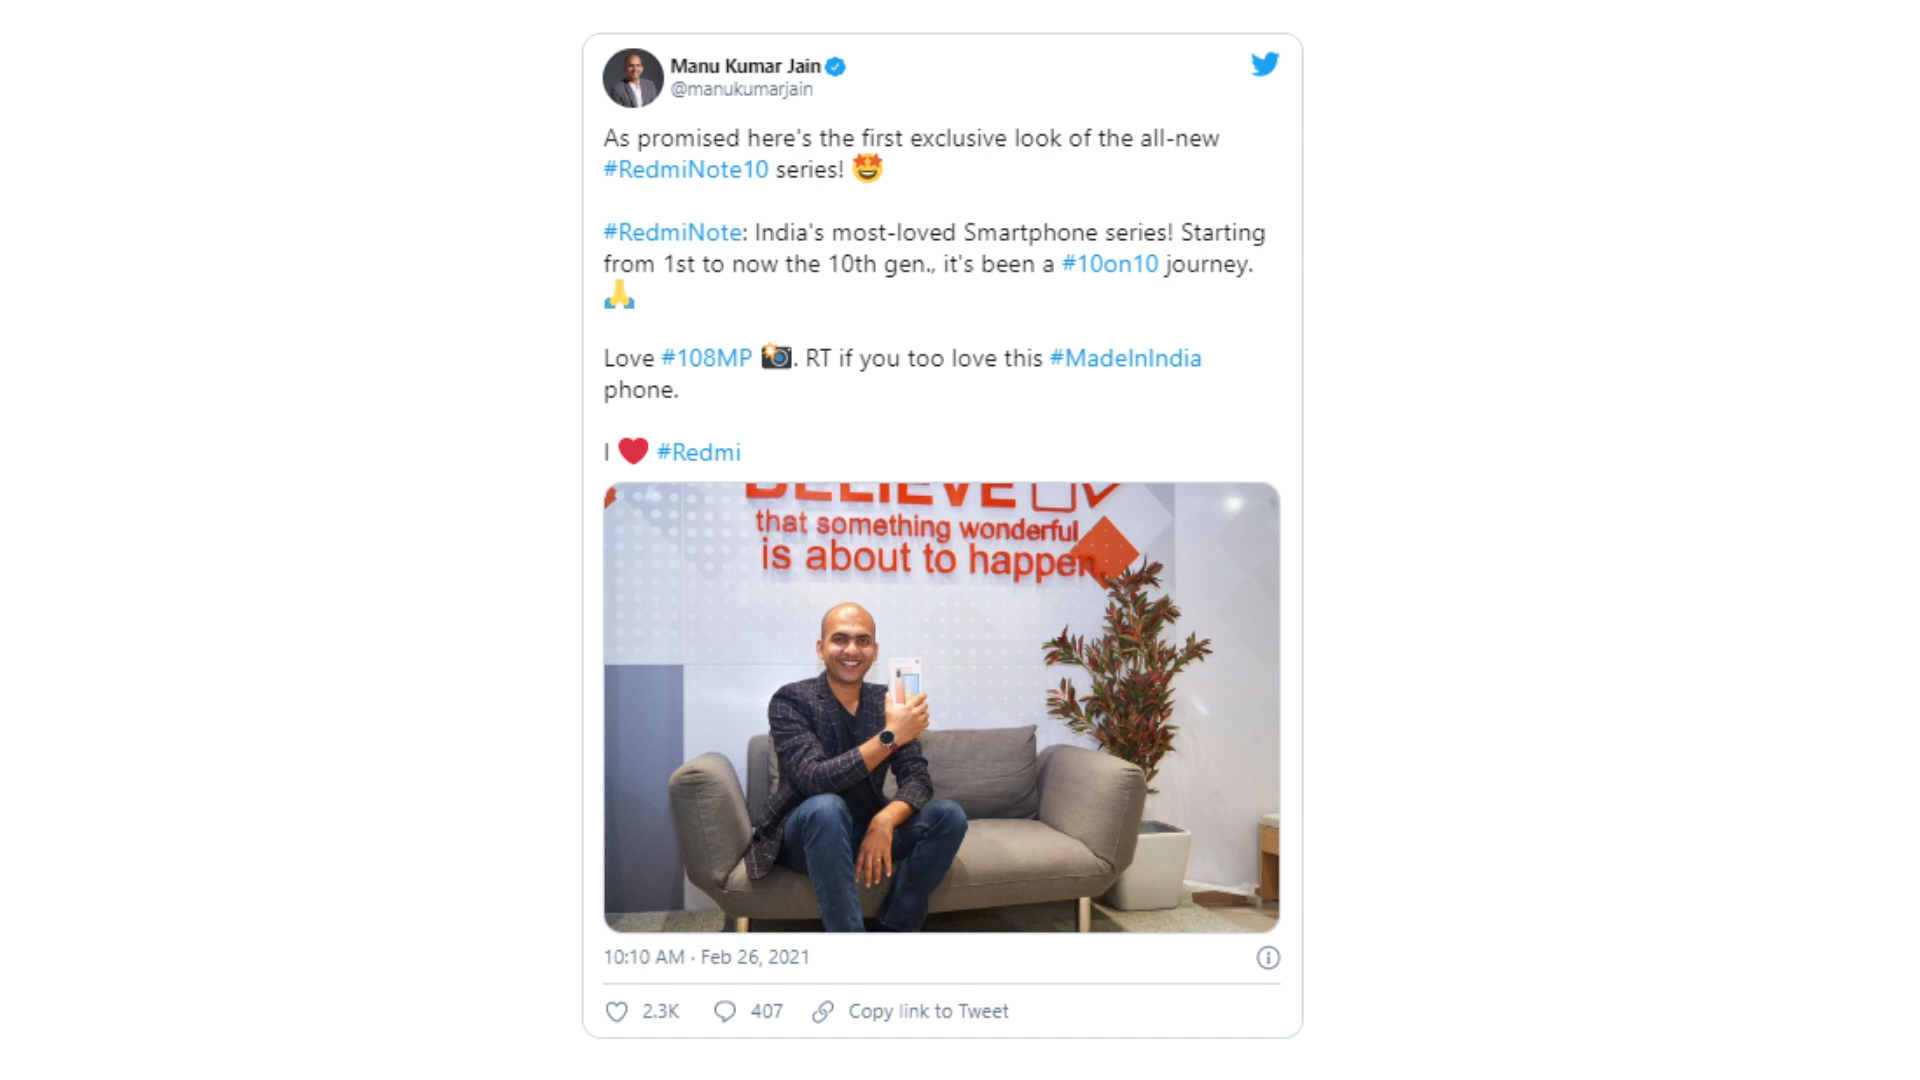 Manu Kumar Jain
@manukumarjain
As promised here's the first exclusive look of the all-new
#RedmiNote10 series! 🤩
#RedmiNote: India's most-loved Smartphone series! Starting
from 1st to now the 10th gen., it's been a #10on10 journey.
🙏
Love #108MP 📸. RT if you too love this #MadeInIndia
phone.
I ❤️ #Redmi
BELIEVE
that something wonderful
is about to happen.
10:10 AM · Feb 26, 2021
2.3K 407 Copy link to Tweet